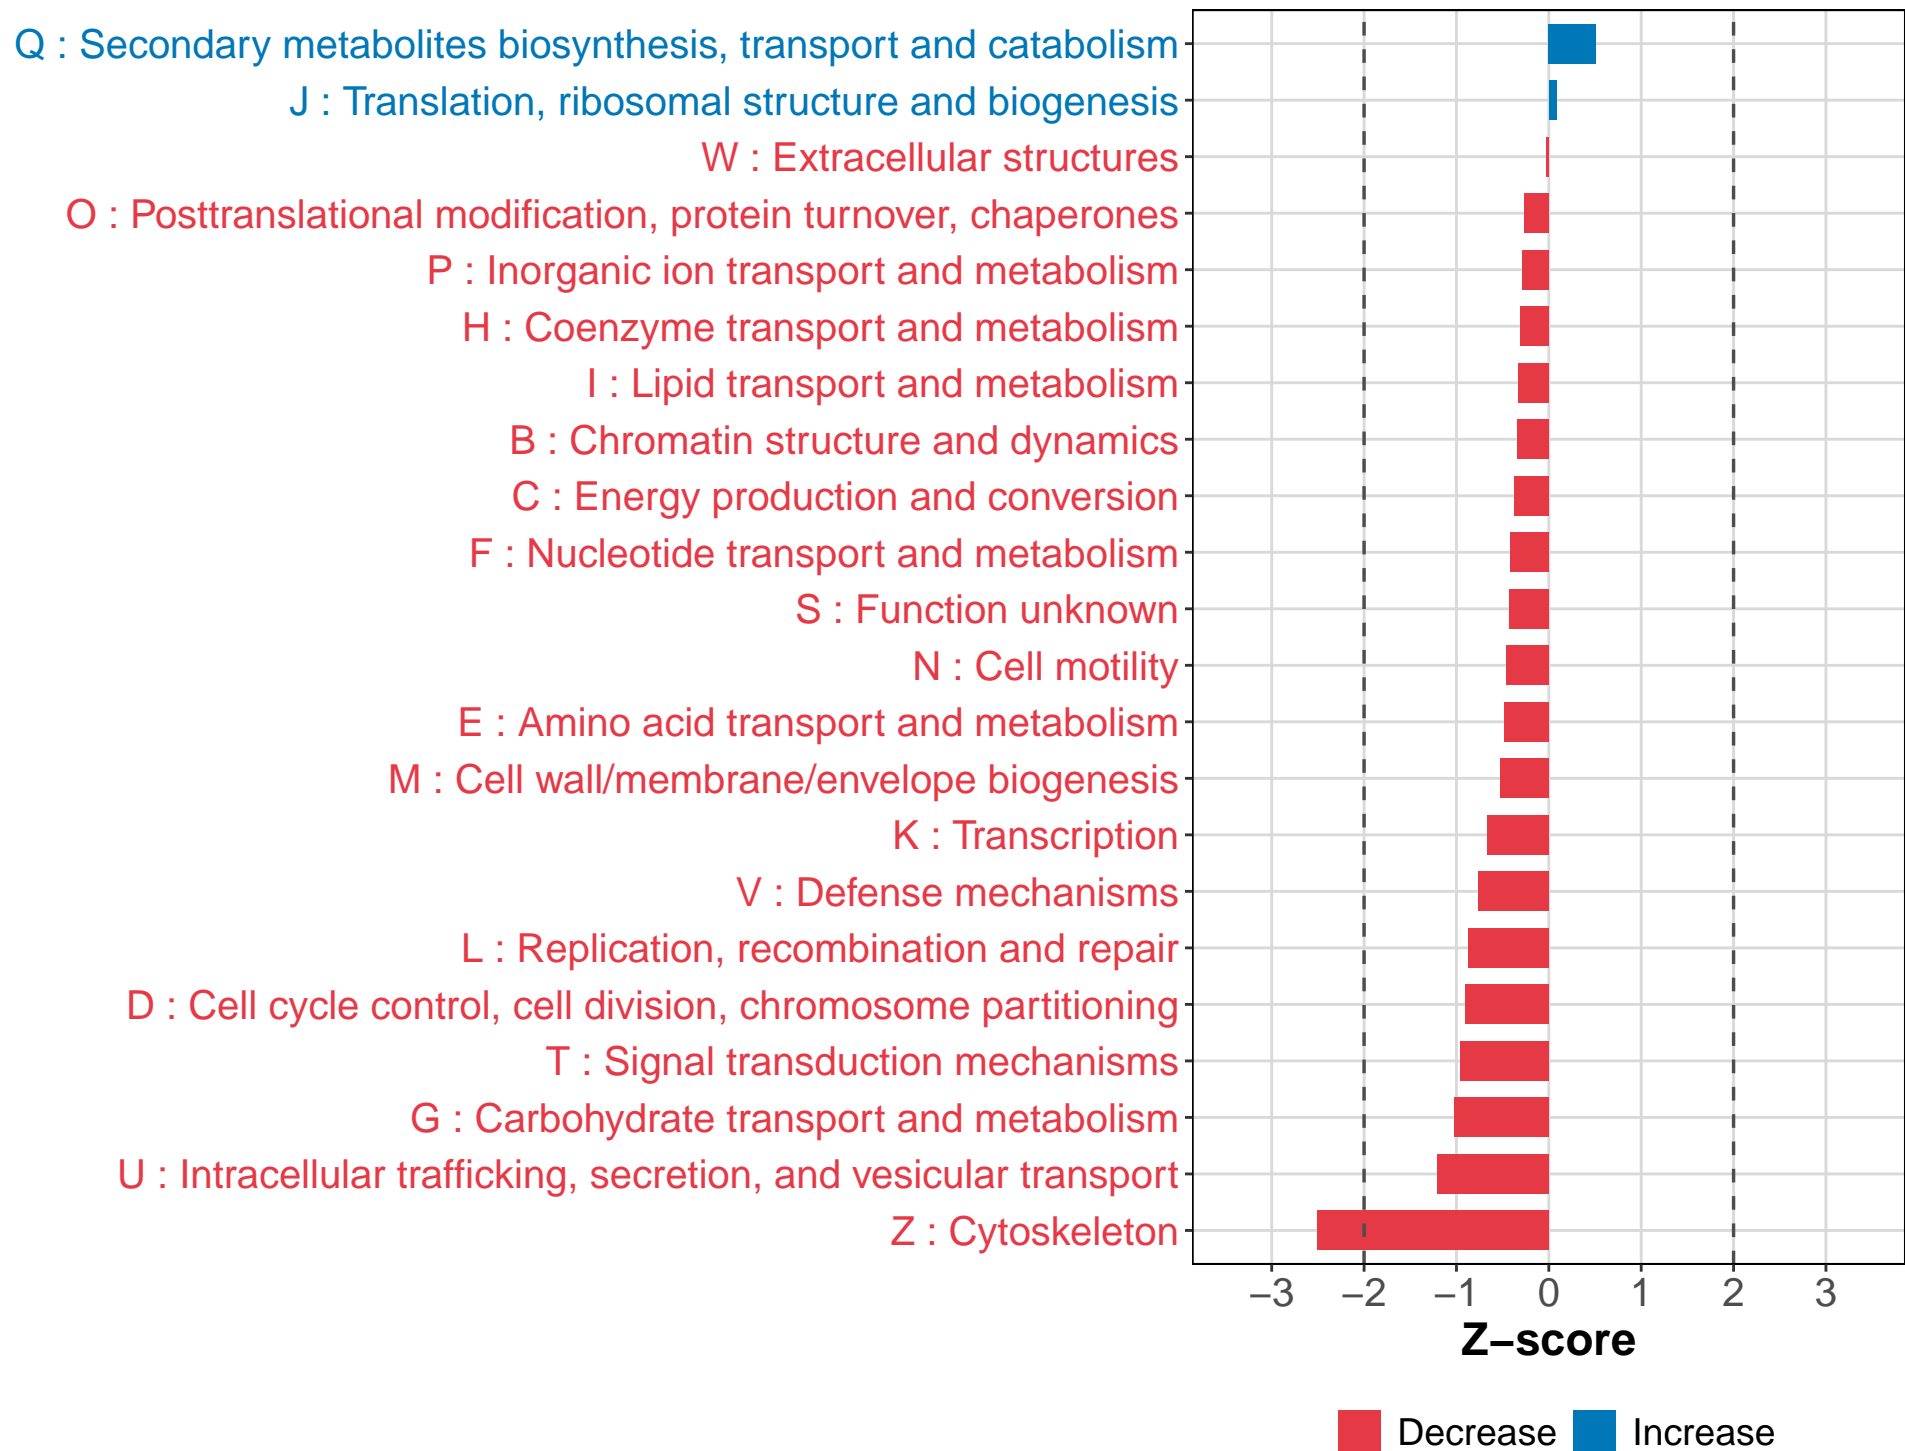 Q : Secondary metabolites biosynthesis, transport and catabolism
J : Translation, ribosomal structure and biogenesis
W : Extracellular structures
O : Posttranslational modification, protein turnover, chaperones
P : Inorganic ion transport and metabolism
H : Coenzyme transport and metabolism
I : Lipid transport and metabolism
B : Chromatin structure and dynamics
C : Energy production and conversion
F : Nucleotide transport and metabolism
S : Function unknown
N : Cell motility
E : Amino acid transport and metabolism
M : Cell wall/membrane/envelope biogenesis
K : Transcription
V : Defense mechanisms
L : Replication, recombination and repair
D : Cell cycle control, cell division, chromosome partitioning
T : Signal transduction mechanisms
G : Carbohydrate transport and metabolism
U : Intracellular trafficking, secretion, and vesicular transport
Z : Cytoskeleton
−3 −2 −1 0 1 2 3
Z−score
Decrease Increase